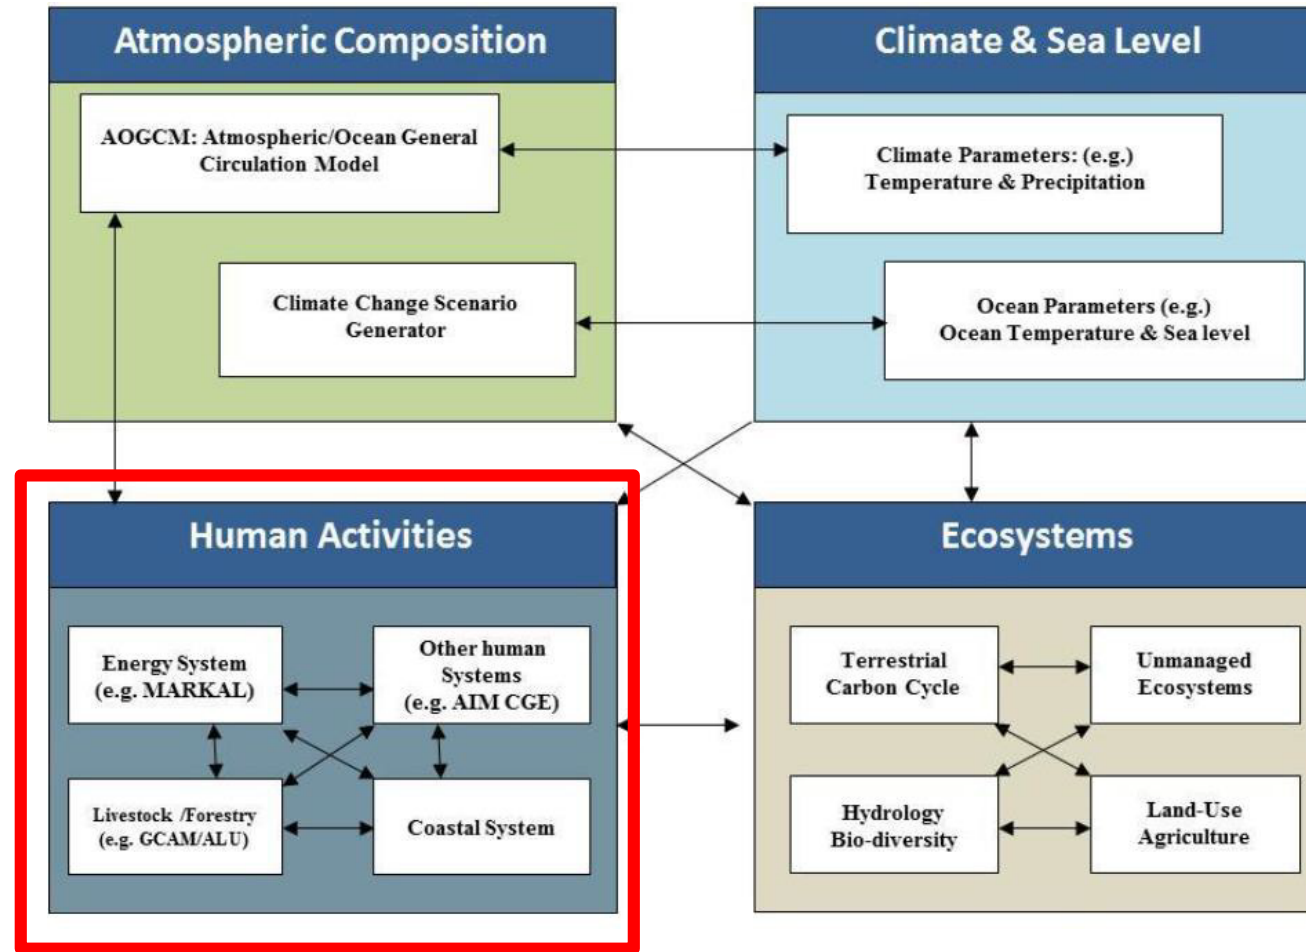 Atmospheric Composition
AOGCM: Atmospheric/Ocean General
Circulation Model
Climate Change Scenario
Generator
Climate & Sea Level
Climate Parameters: (e.g.)
Temperature & Precipitation
Ocean Parameters (e.g.)
Ocean Temperature & Sea level
Human Activities
Energy System
(e.g. MARKAL)
Other human
Systems
(e.g. AIM CGE)
Livestock /Forestry
(e.g. GCAM/ALU)
Coastal System
Ecosystems
Terrestrial
Carbon Cycle
Unmanaged
Ecosystems
Hydrology
Bio-diversity
Land-Use
Agriculture